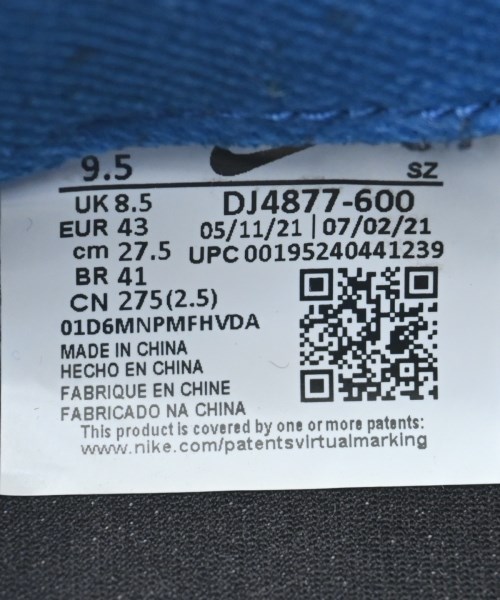 9.5 SZ
UK 8.5 DJ4877-600
EUR 43 05/11/21 | 07/02/21
cm 27.5 UPC 00195240441239
BR 41
CN 275(2.5)
01D6MNPMFHVDA
MADE IN CHINA
HECHO EN CHINA
FABRIQUE EN CHINE
FABRICADO NA CHINA
This product is covered by one or more patents:
www.nike.com/patentsvirtualmarking